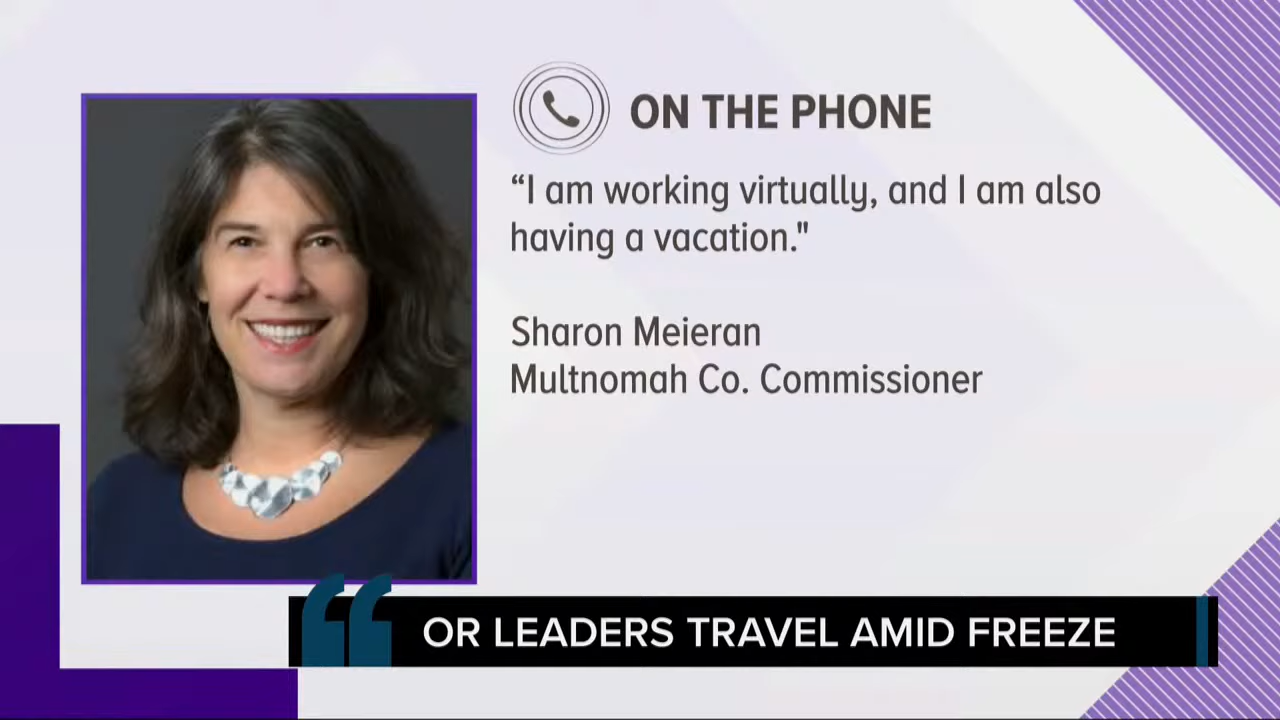 ON THE PHONE
“I am working virtually, and I am also
having a vacation."
Sharon Meieran
Multnomah Co. Commissioner
OR LEADERS TRAVEL AMID FREEZE